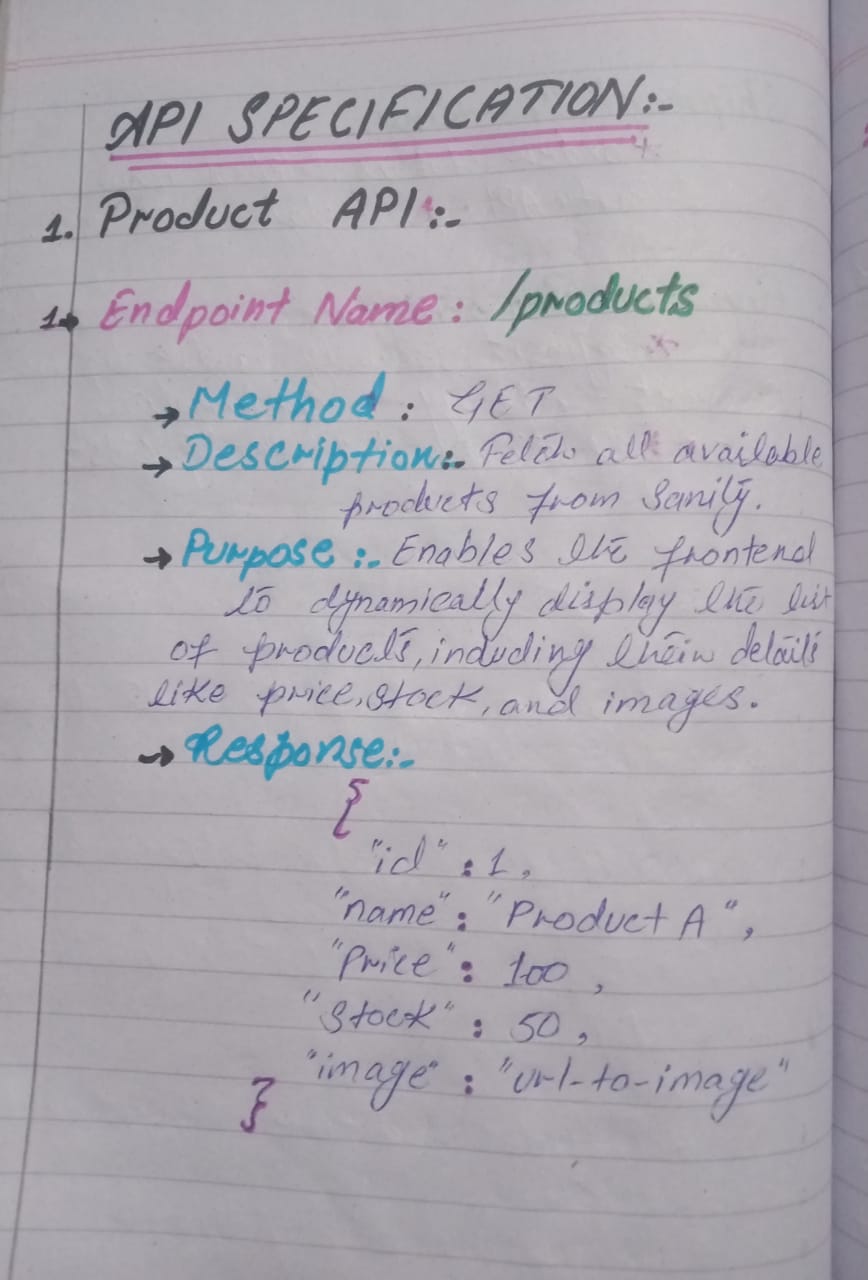 API SPECIFICATION:-
1. Product API:-
1. Endpoint Name: /products
→ Method: GET
→ Description:- Fetch all available
products from Sanity.
→ Purpose:- Enables the frontend
to dynamically display the list
of products, including their details
like price, stock, and images.
→ Response:-
{
"id" : 1,
"name" : "Product A",
"Price" : 100,
"Stock" : 50,
"image" : "url-to-image"
}